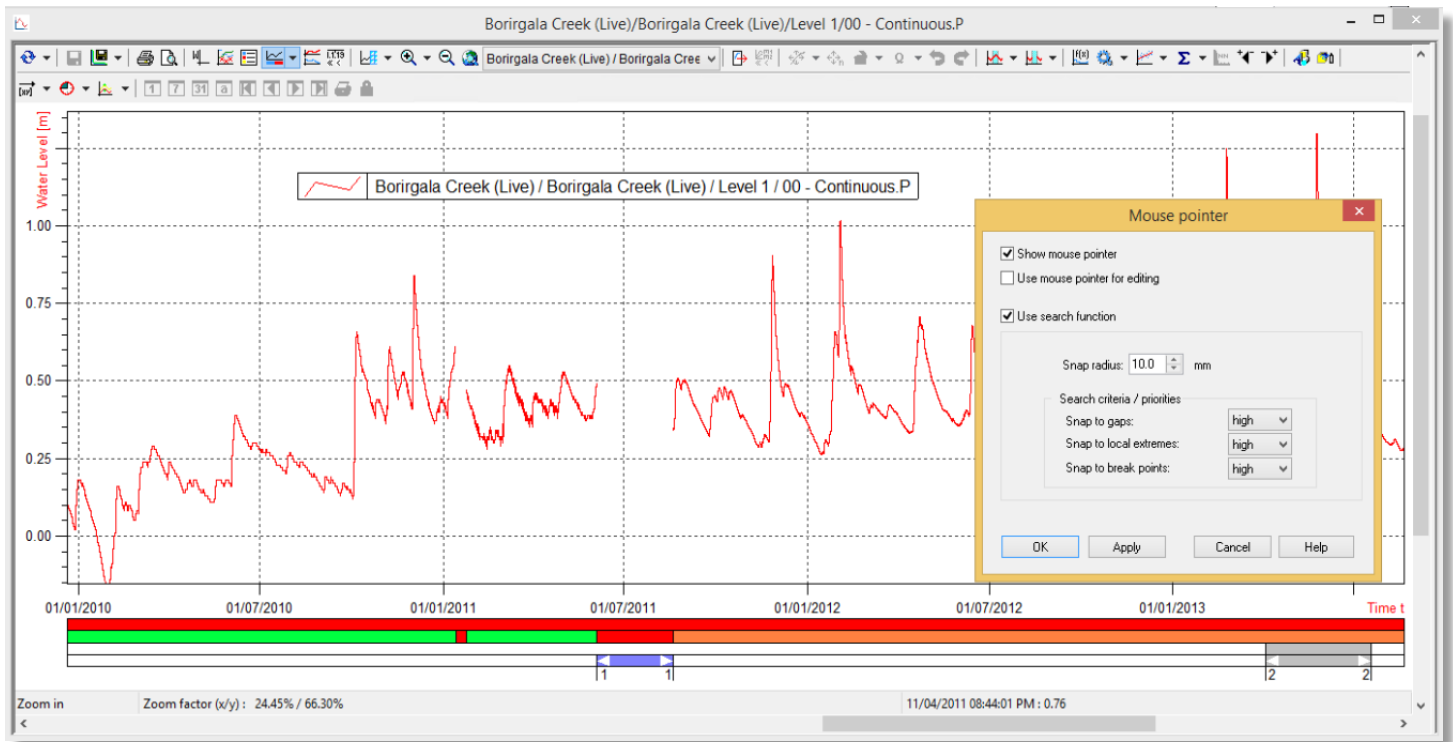 Borirgala Creek (Live)/Borirgala Creek (Live)/Level 1/00 - Continuous.P
Borirgala Creek (Live) / Borirgala Cree
1 7 31 a
Water Level [m]
Borirgala Creek (Live) / Borirgala Creek (Live) / Level 1 / 00 - Continuous.P
1.00
0.75
0.50
0.25
0.00
Mouse pointer
Show mouse pointer
Use mouse pointer for editing
Use search function
Snap radius: 10.0 mm
Search criteria / priorities
Snap to gaps: high
Snap to local extremes: high
Snap to break points: high
OK Apply Cancel Help
01/01/2010 01/07/2010 01/01/2011 01/07/2011 01/01/2012 01/07/2012 01/01/2013 Time t
1 1 2 2
Zoom in Zoom factor (x/y) : 24.45% / 66.30% 11/04/2011 08:44:01 PM : 0.76